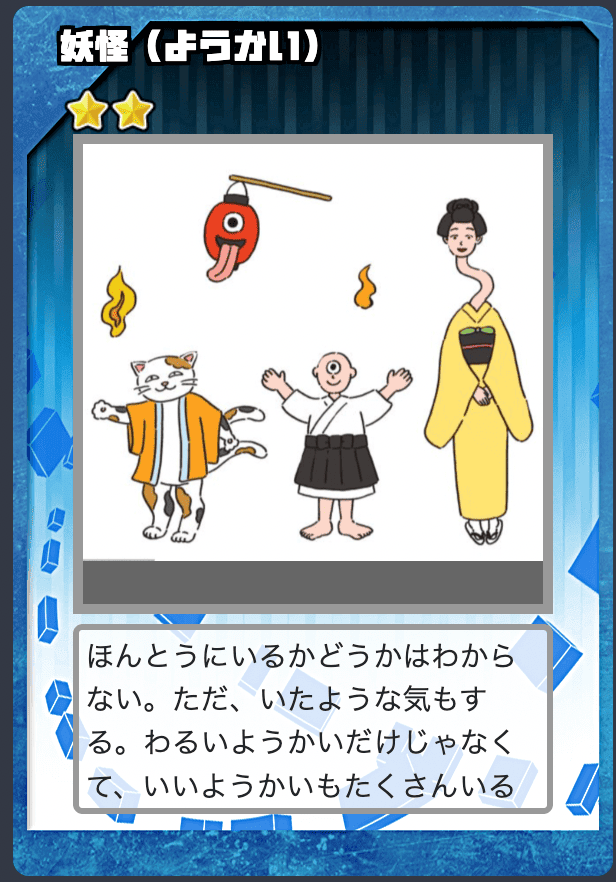 妖怪（ようかい）
ほんとうにいるかどうかはわから
ない。ただ、いたような気もす
る。わるいようかいだけじゃなく
て、いいようかいもたくさんいる